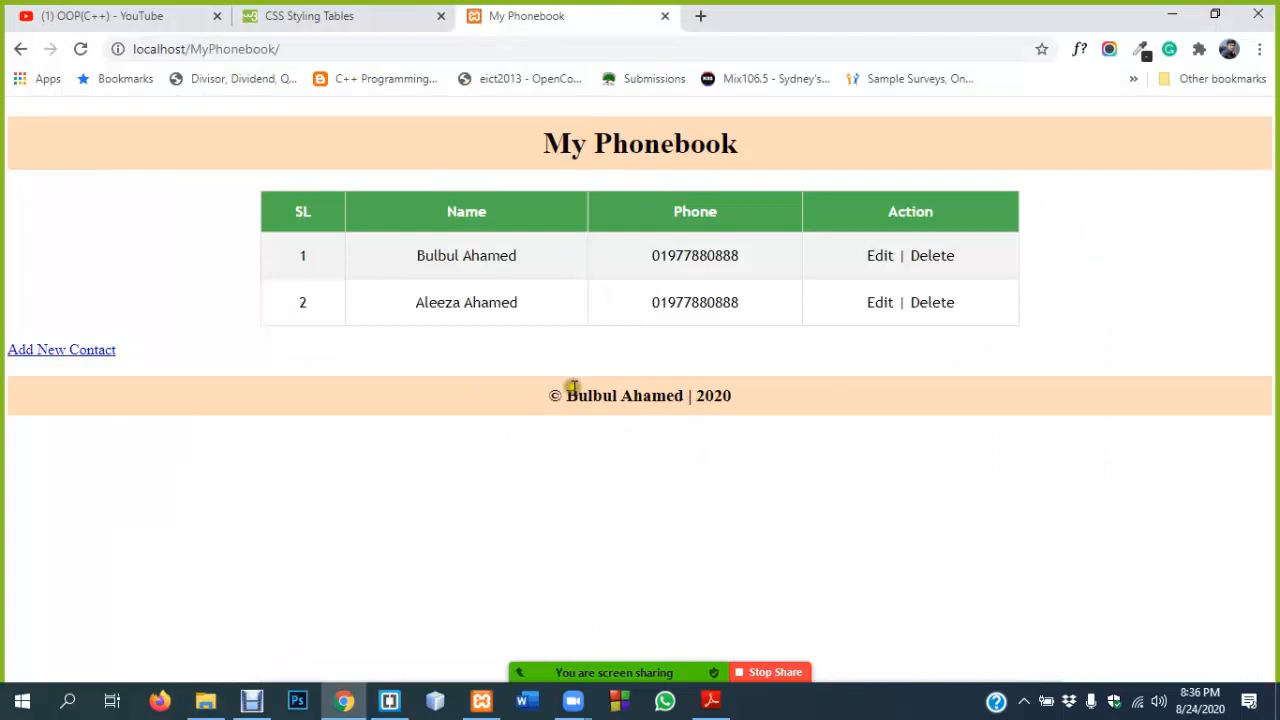 (1) OOP(C++) - YouTube
CSS Styling Tables
My Phonebook
localhost/MyPhonebook/
f?
Apps
Bookmarks
Divisor, Dividend, Q...
C++ Programming...
eict2013 - OpenCo...
Submissions
Mix106.5 - Sydney's...
Sample Surveys, On...
»
Other bookmarks
My Phonebook
SL Name Phone Action
1 Bulbul Ahamed 01977880888 Edit | Delete
2 Aleeza Ahamed 01977880888 Edit | Delete
Add New Contact
© Bulbul Ahamed | 2020
You are screen sharing
Stop Share
8:36 PM
8/24/2020